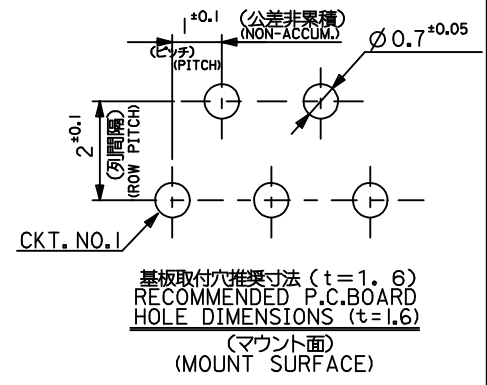 1±0.1
(公差非累積)
(NON-ACCUM.)
(ピッチ)
(PITCH)
Ø0.7±0.05
2±0.1
(列間隔)
(ROW PITCH)
CKT. NO.1
基板取付穴推奨寸法 (t=1. 6)
RECOMMENDED P.C.BOARD
HOLE DIMENSIONS (t=1.6)
(マウント面)
(MOUNT SURFACE)